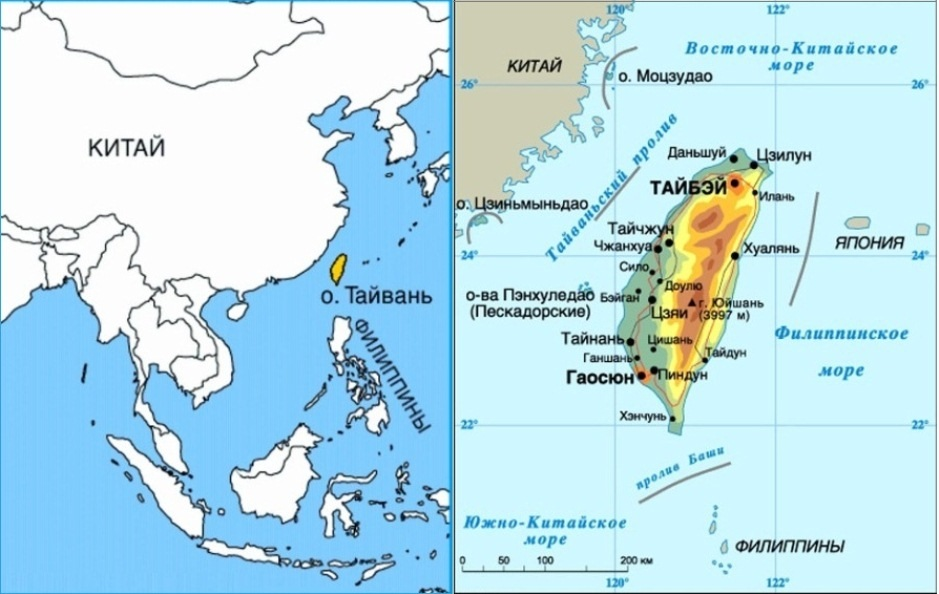 КИТАЙ
о. Тайвань
ФИЛИППИНЫ
120°
122°
Восточно-Китайское
море
КИТАЙ
о. Моцзудао
26°
26°
Тайваньский пролив
Даньшуй
Цзилун
ТАЙБЭЙ
Илань
о. Цзиньмыньдао
Тайчжун
Чжанхуа
Хуалянь
ЯПОНИЯ
24°
24°
Сило
Доулю
о-ва Пэнхуледао
(Пескадорские)
Бэйган
г. Юйшань
(3997 м)
Цзяи
Тайнань
Цишань
Филиппинское
море
Ганшань
Тайдун
Гаосюн
Пиндун
Хэнчунь
22°
22°
пролив Баши
Южно-Китайское
море
ФИЛИППИНЫ
0
100
200 км
120°
122°